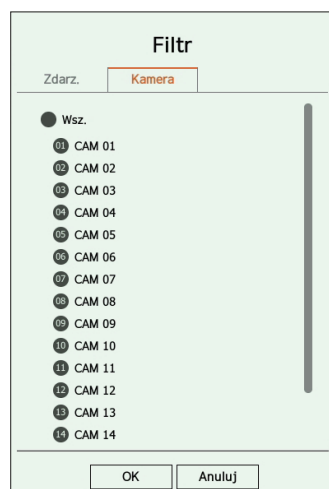 Filtr
Zdarz. Kamera
Wsz.
01 CAM 01
02 CAM 02
03 CAM 03
04 CAM 04
05 CAM 05
06 CAM 06
07 CAM 07
08 CAM 08
09 CAM 09
10 CAM 10
11 CAM 11
12 CAM 12
13 CAM 13
14 CAM 14
OK Anuluj